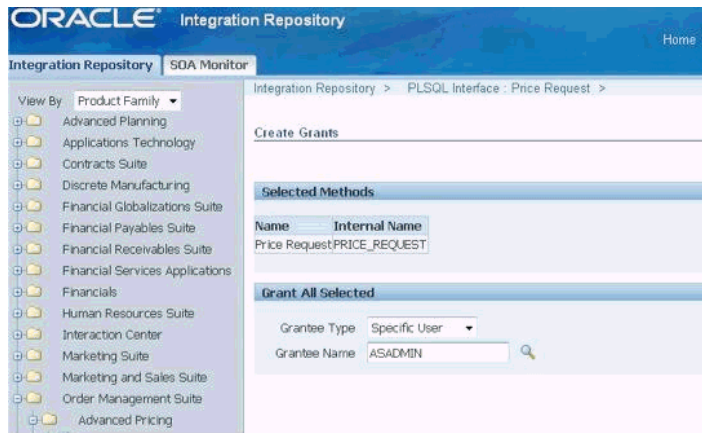 ORACLE Integration Repository
Home
Integration Repository SOA Monitor
View By Product Family
Advanced Planning
Applications Technology
Contracts Suite
Discrete Manufacturing
Financial Globalizations Suite
Financial Payables Suite
Financial Receivables Suite
Financial Services Applications
Financials
Human Resources Suite
Interaction Center
Marketing Suite
Marketing and Sales Suite
Order Management Suite
Advanced Pricing
Integration Repository > PLSQL Interface : Price Request >
Create Grants
Selected Methods
Name Internal Name
Price Request PRICE_REQUEST
Grant All Selected
Grantee Type Specific User
Grantee Name ASADMIN